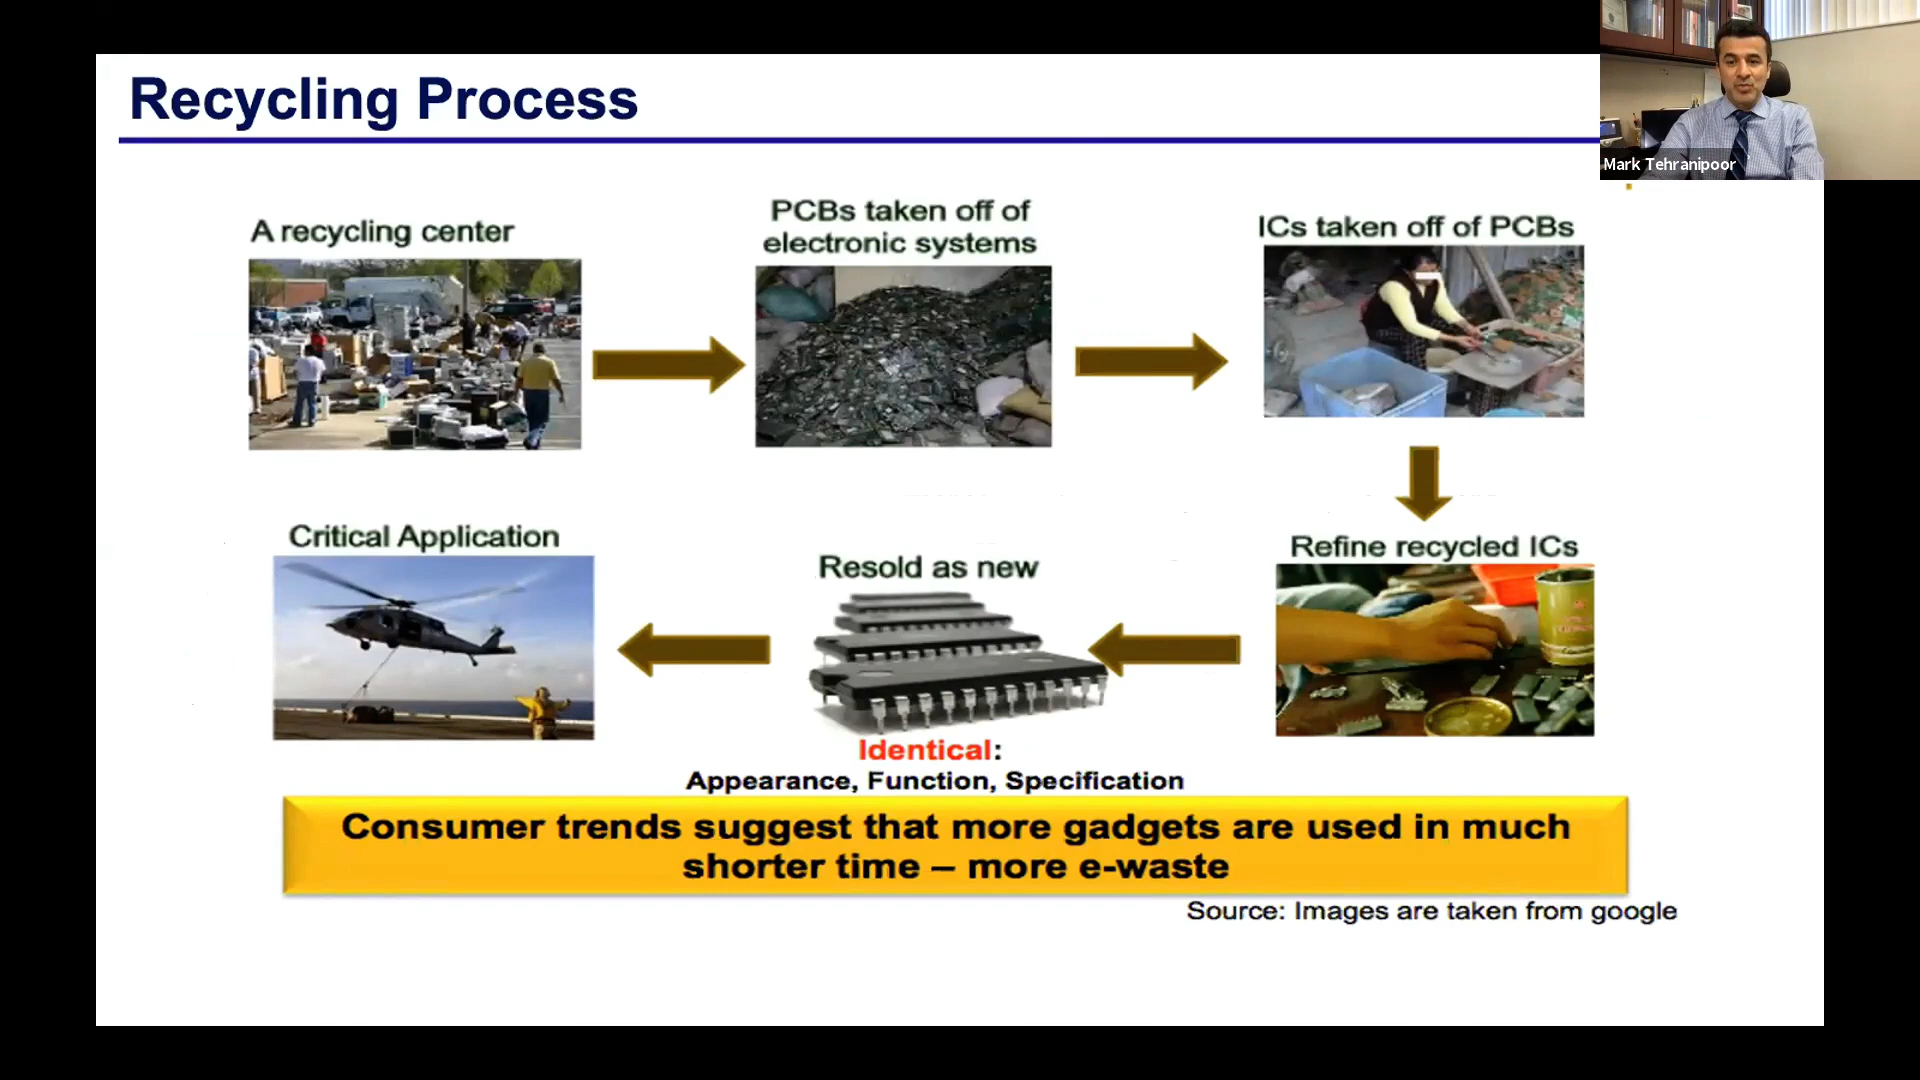 Recycling Process
Mark Tehranipoor
A recycling center
PCBs taken off of
electronic systems
ICs taken off of PCBs
Critical Application
Resold as new
Refine recycled ICs
Identical:
Appearance, Function, Specification
Consumer trends suggest that more gadgets are used in much
shorter time – more e-waste
Source: Images are taken from google